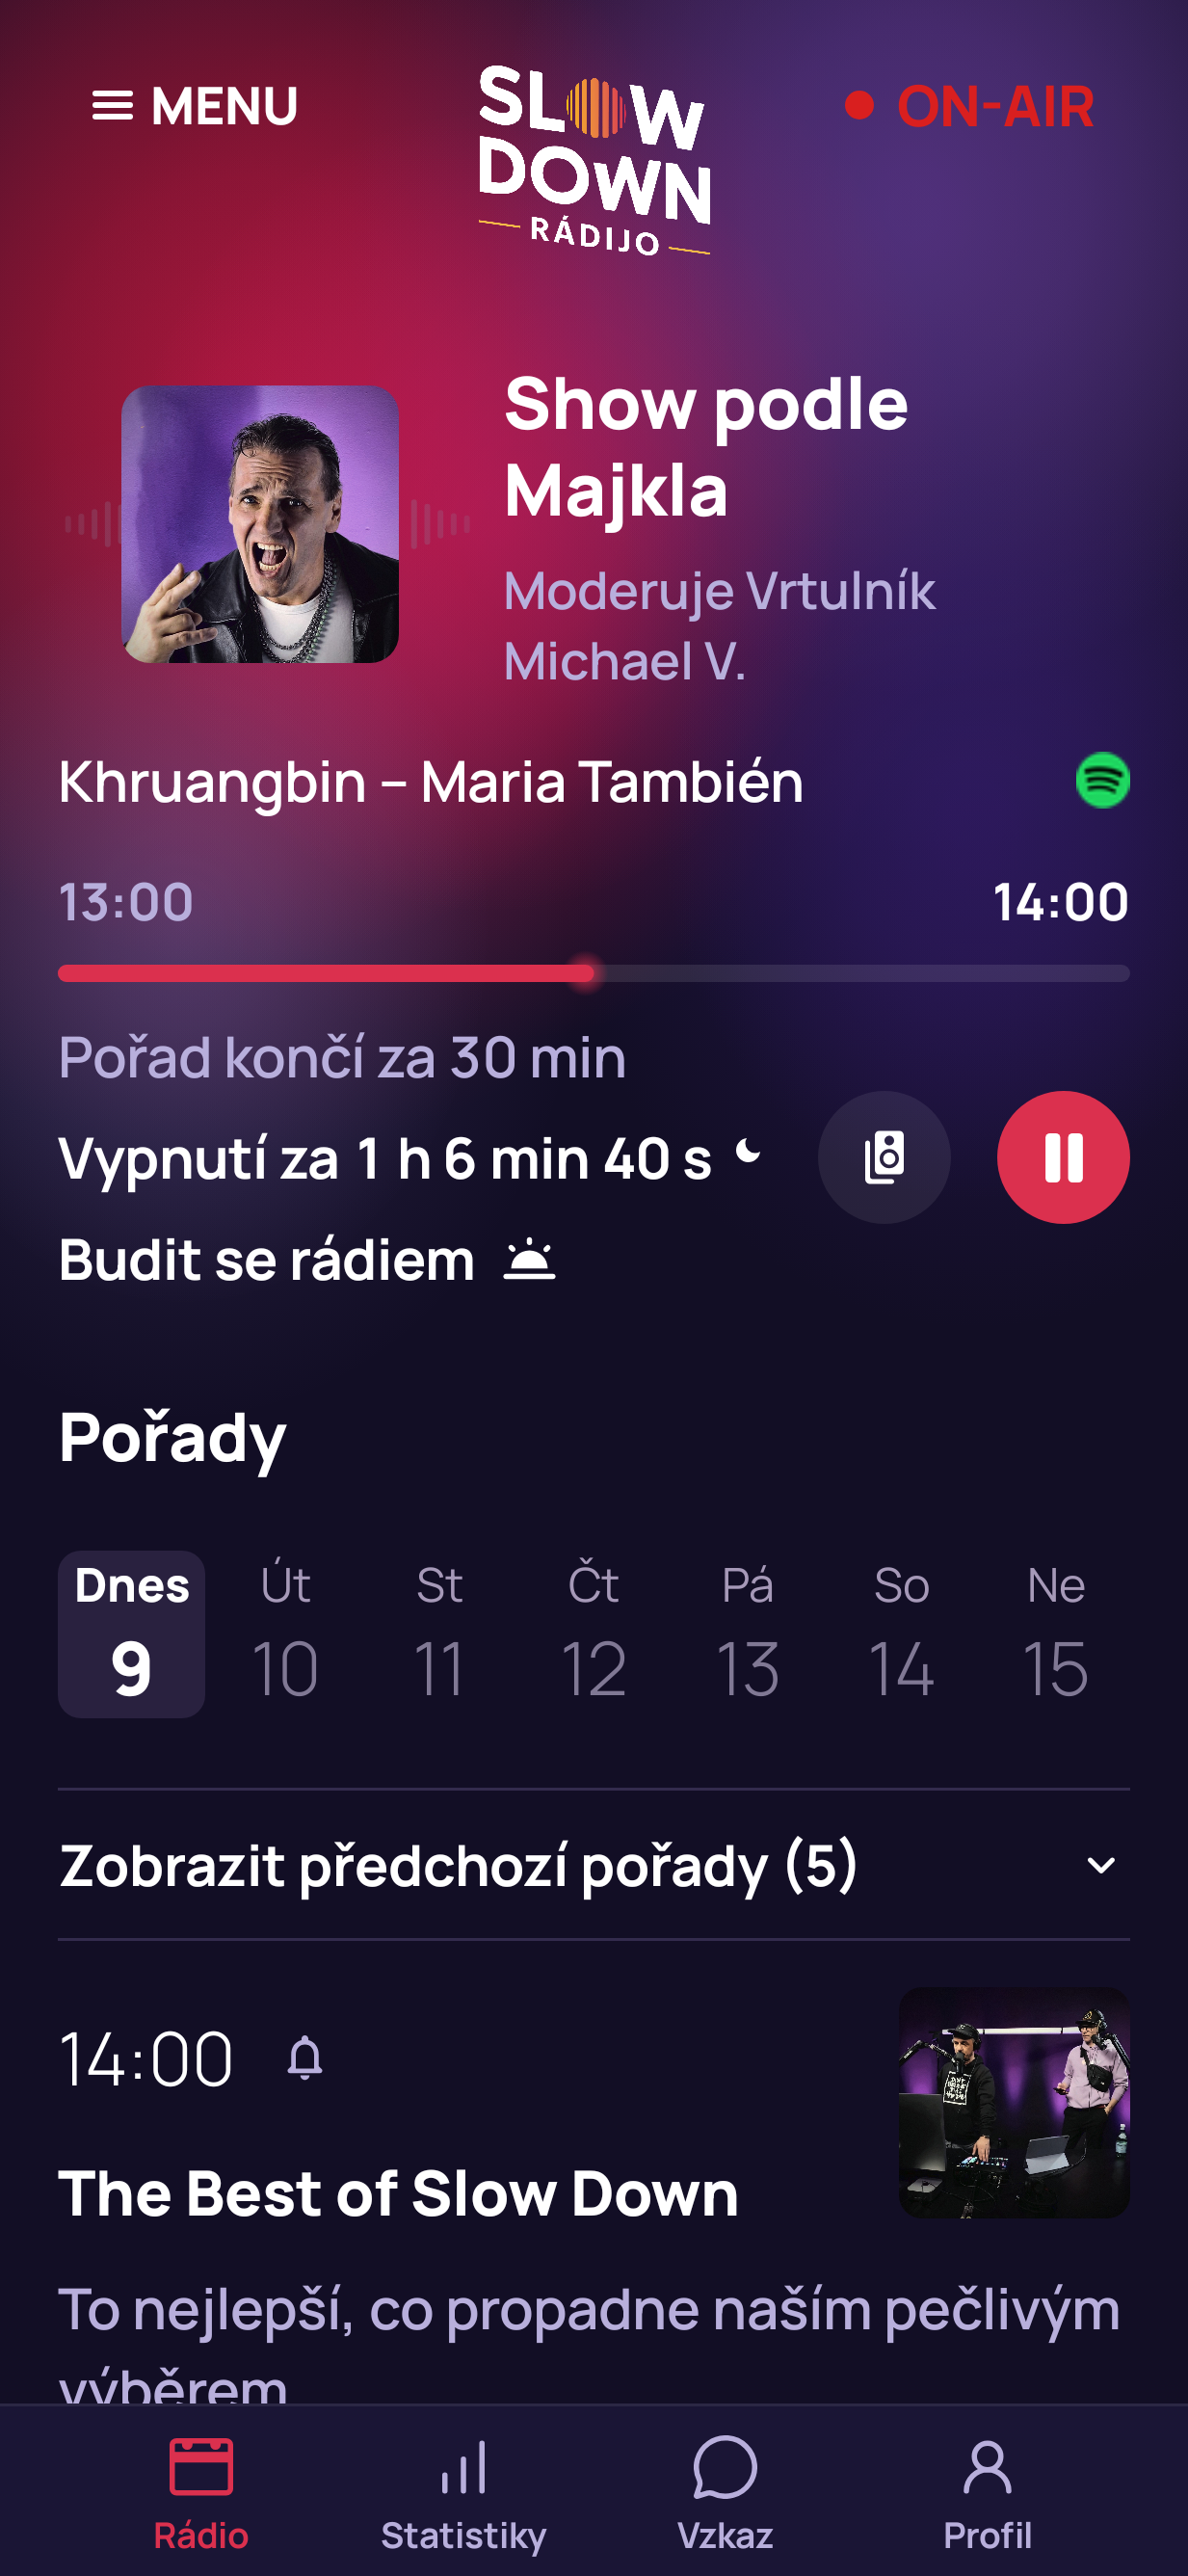 MENU
SLOW
DOWN
RÁDIJO
ON-AIR
Show podle
Majkla
Moderuje Vrtulník
Michael V.
Khruangbin – Maria También
13:00
14:00
Pořad končí za 30 min
Vypnutí za 1 h 6 min 40 s
Budit se rádiem
Pořady
Dnes Út St Čt Pá So Ne
9 10 11 12 13 14 15
Zobrazit předchozí pořady (5)
14:00
The Best of Slow Down
To nejlepší, co propadne naším pečlivým
výběrem
Rádio Statistiky Vzkaz Profil